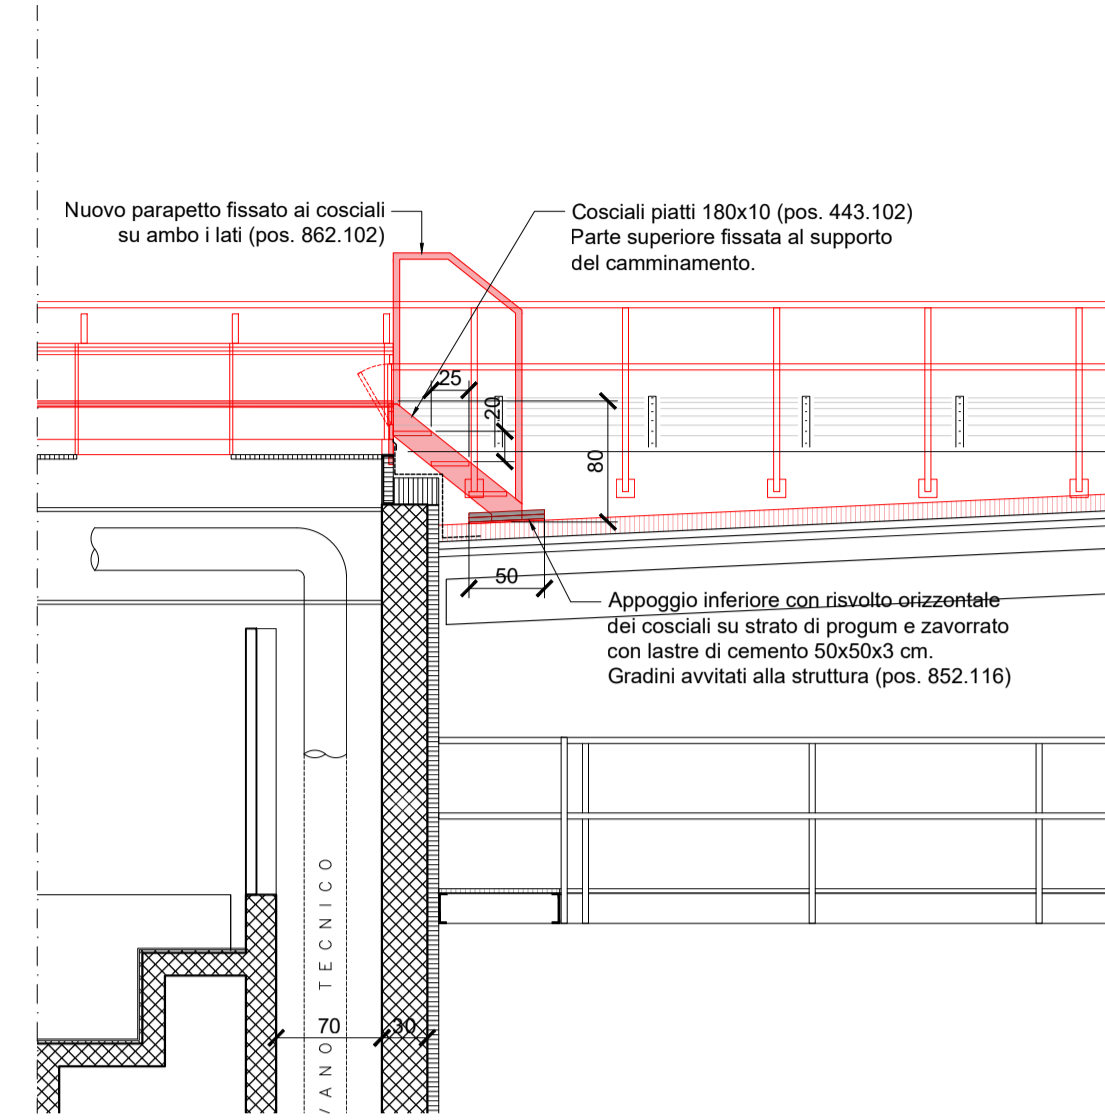 Nuovo parapetto fissato ai cosciali
su ambo i lati (pos. 862.102)
Cosciali piatti 180x10 (pos. 443.102)
Parte superiore fissata al supporto
del camminamento.
25
20
80
50
Appoggio inferiore con risvolto orizzontale
dei cosciali su strato di progum e zavorrato
con lastre di cemento 50x50x3 cm.
Gradini avvitati alla struttura (pos. 852.116)
VANO TECNICO
70
30